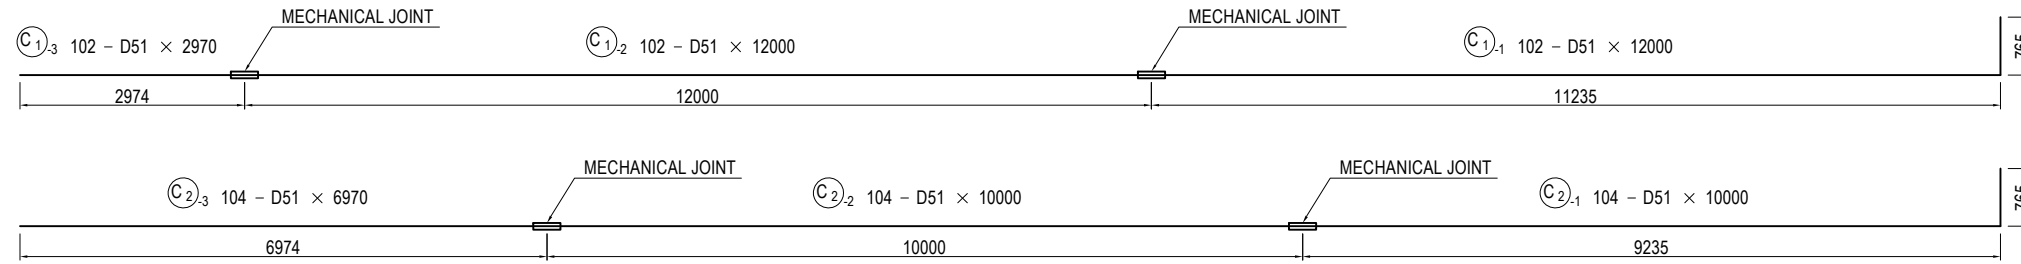 MECHANICAL JOINT MECHANICAL JOINT
C1-3 102 – D51 × 2970 C1-2 102 – D51 × 12000 C1-1 102 – D51 × 12000
765
2974 12000 11235
MECHANICAL JOINT MECHANICAL JOINT
C2-3 104 – D51 × 6970 C2-2 104 – D51 × 10000 C2-1 104 – D51 × 10000
765
6974 10000 9235